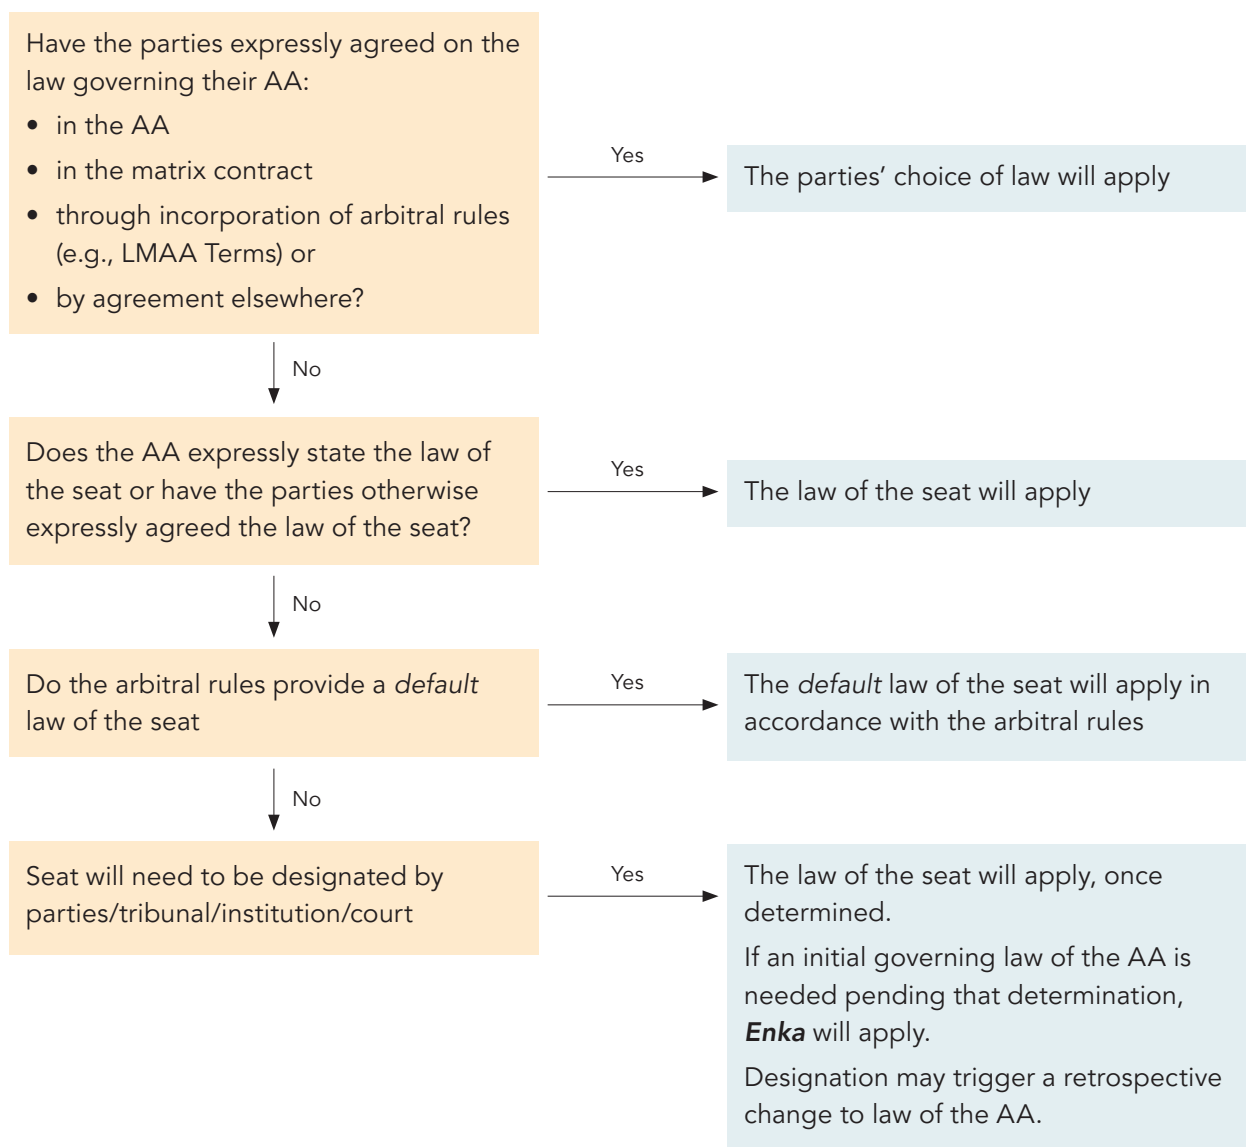 Have the parties expressly agreed on the
law governing their AA:
• in the AA
• in the matrix contract
• through incorporation of arbitral rules
(e.g., LMAA Terms) or
• by agreement elsewhere?
Yes
The parties’ choice of law will apply
No
Does the AA expressly state the law of
the seat or have the parties otherwise
expressly agreed the law of the seat?
Yes
The law of the seat will apply
No
Do the arbitral rules provide a default
law of the seat
Yes
The default law of the seat will apply in
accordance with the arbitral rules
No
Seat will need to be designated by
parties/tribunal/institution/court
Yes
The law of the seat will apply, once
determined.
If an initial governing law of the AA is
needed pending that determination,
Enka will apply.
Designation may trigger a retrospective
change to law of the AA.